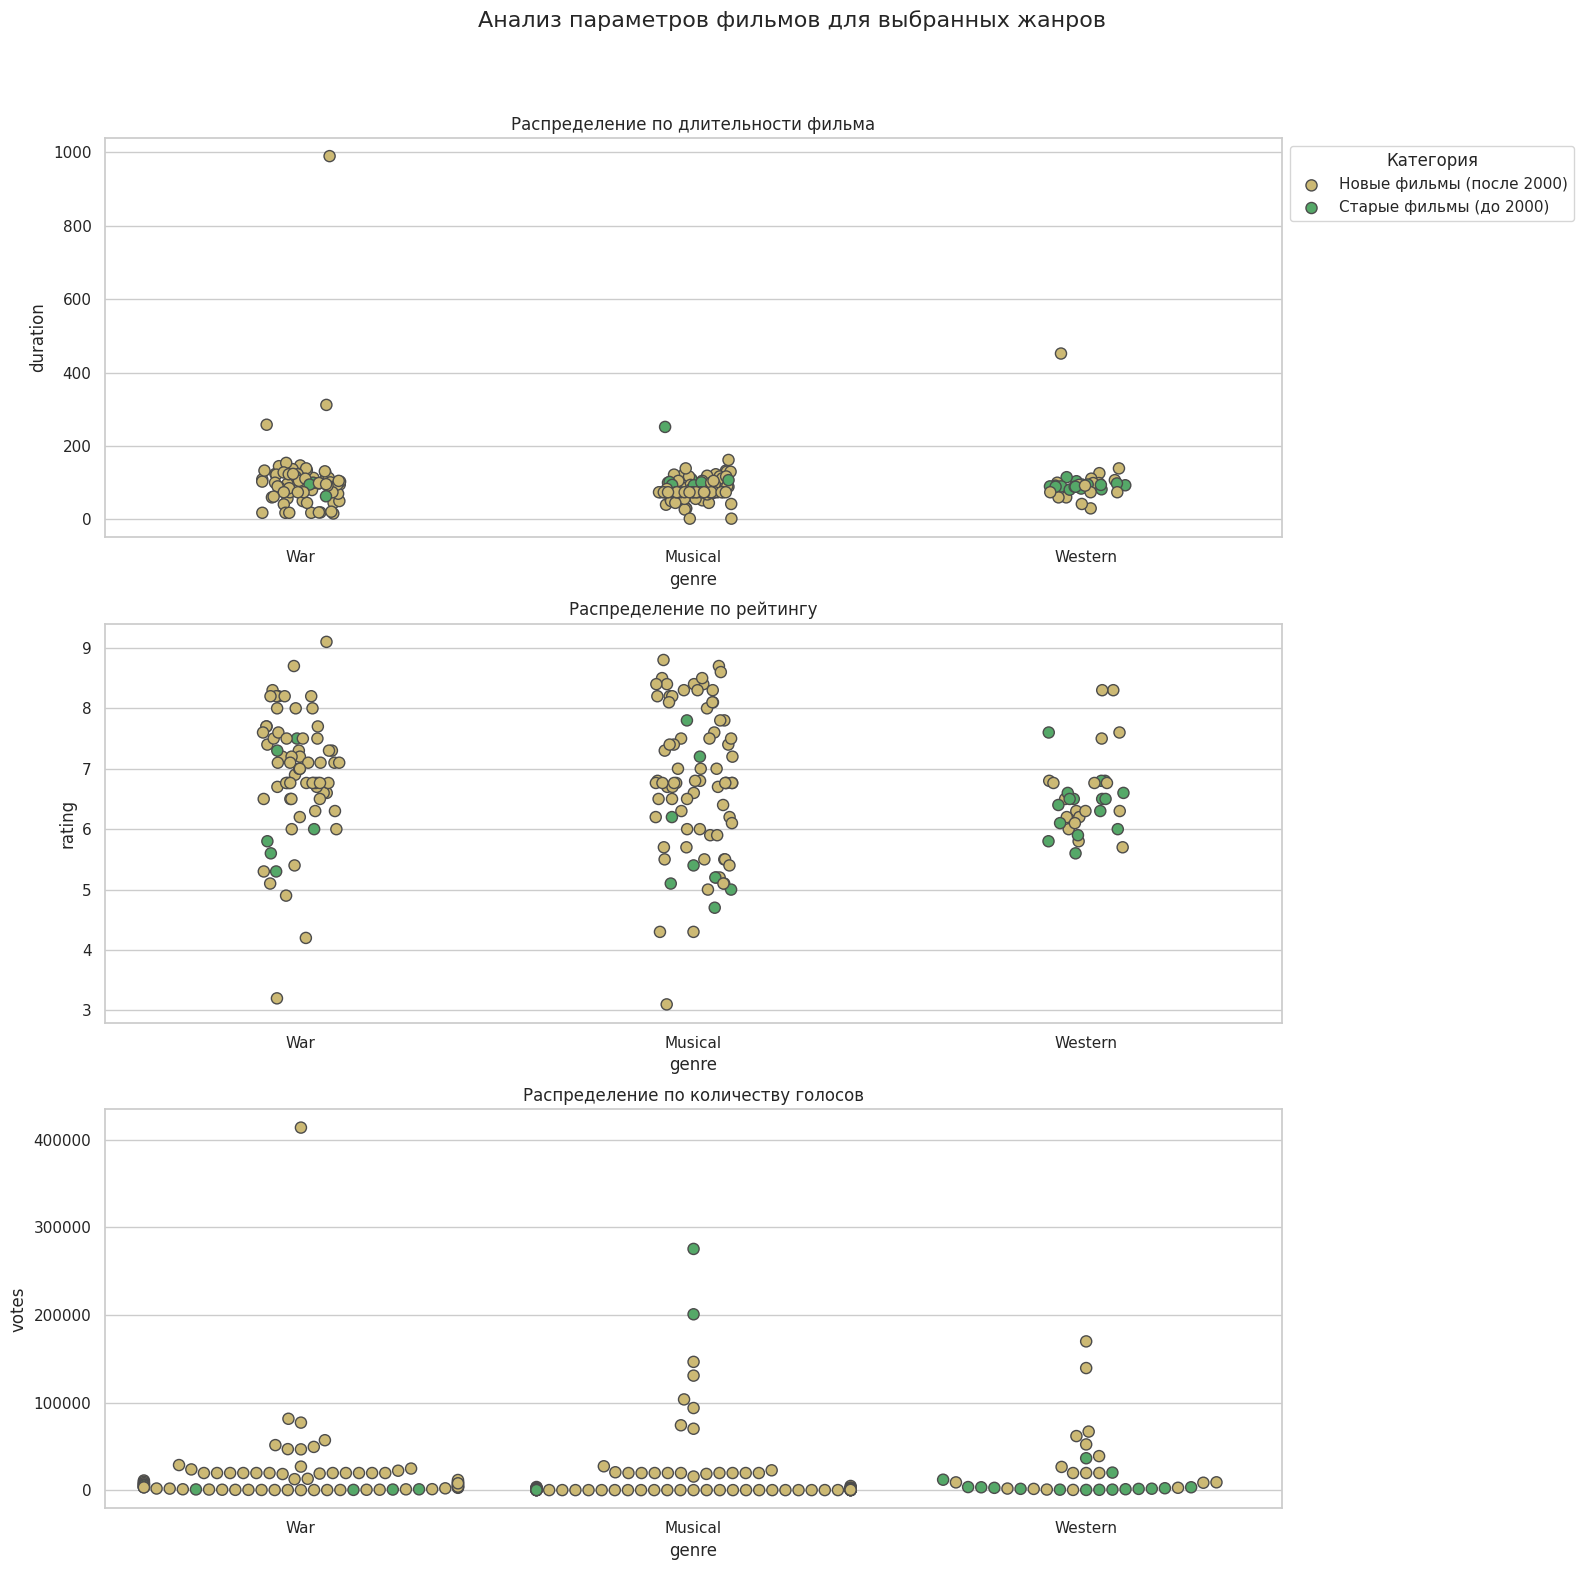 Анализ параметров фильмов для выбранных жанров
Распределение по длительности фильма
1000
800
600
400
200
0
duration
War
Musical
Western
genre
Категория
Новые фильмы (после 2000)
Старые фильмы (до 2000)
Распределение по рейтингу
9
8
7
6
5
4
3
rating
War
Musical
Western
genre
Распределение по количеству голосов
400000
300000
200000
100000
0
votes
War
Musical
Western
genre